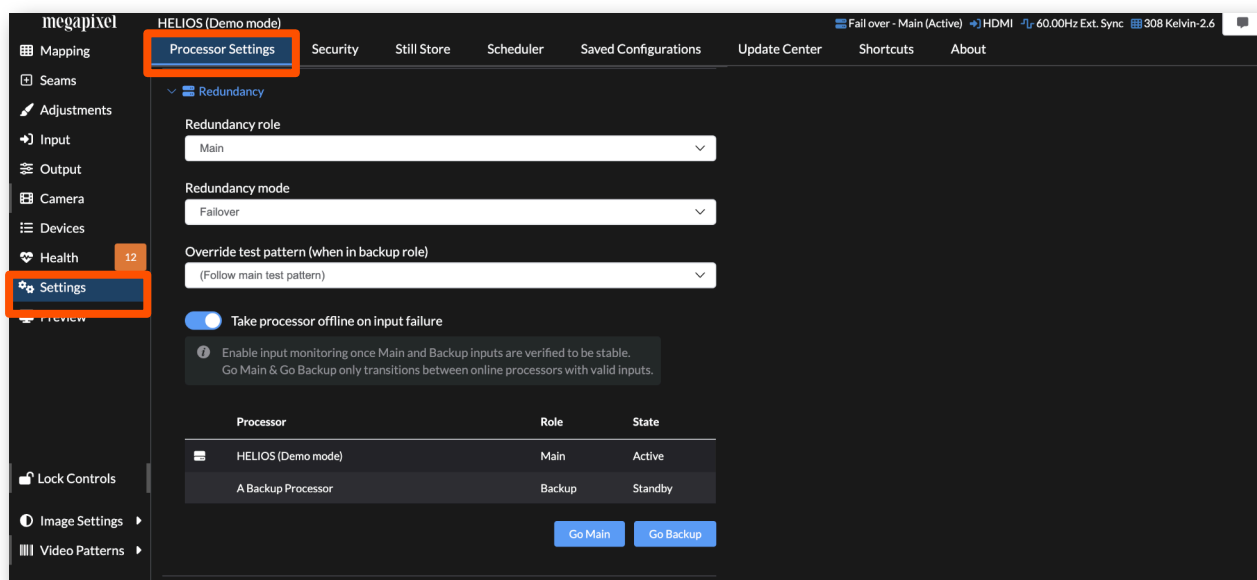 megapixel
HELIOS (Demo mode)
Fail over - Main (Active) HDMI 60.00Hz Ext. Sync 308 Kelvin-2.6
Processor Settings Security Still Store Scheduler Saved Configurations Update Center Shortcuts About
Mapping
Seams
Adjustments
Input
Output
Camera
Devices
Health 12
Settings
Preview
Lock Controls
Image Settings
Video Patterns
Redundancy
Redundancy role
Main
Redundancy mode
Failover
Override test pattern (when in backup role)
(Follow main test pattern)
Take processor offline on input failure
Enable input monitoring once Main and Backup inputs are verified to be stable.
Go Main & Go Backup only transitions between online processors with valid inputs.
Processor Role State
HELIOS (Demo mode) Main Active
A Backup Processor Backup Standby
Go Main Go Backup